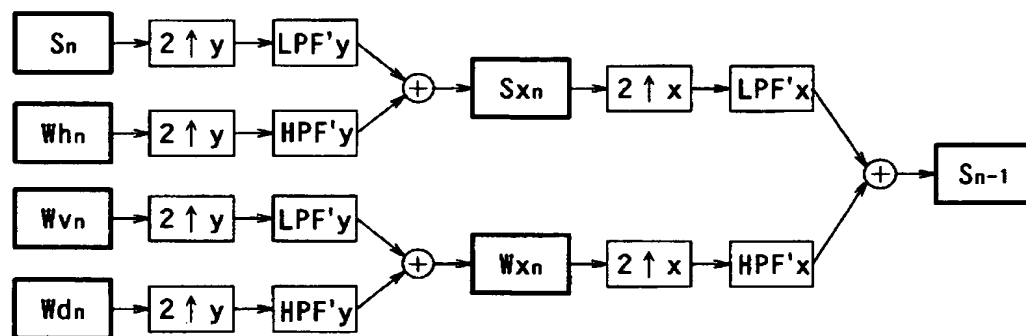 Sn 2 ↑ y LPF'y
Whn 2 ↑ y HPF'y
+ Sxn 2 ↑ x LPF'x
Wvn 2 ↑ y LPF'y
Wdn 2 ↑ y HPF'y
+ Wxn 2 ↑ x HPF'x
+ Sn-1